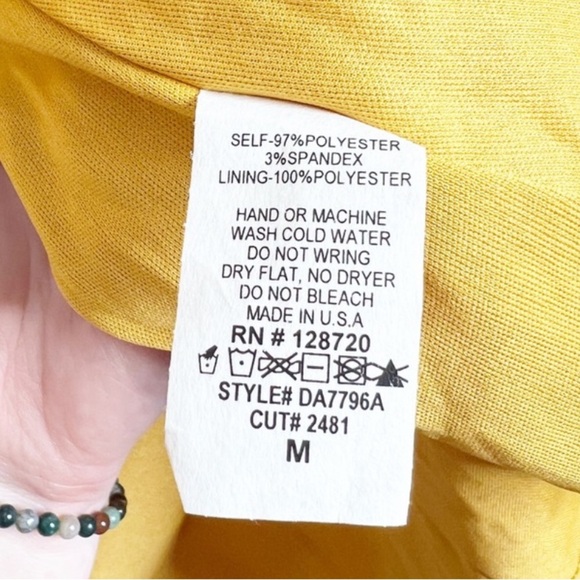 SELF-97%POLYESTER
3%SPANDEX
LINING-100%POLYESTER
HAND OR MACHINE
WASH COLD WATER
DO NOT WRING
DRY FLAT, NO DRYER
DO NOT BLEACH
MADE IN U.S.A
RN # 128720
STYLE# DA7796A
CUT# 2481
M